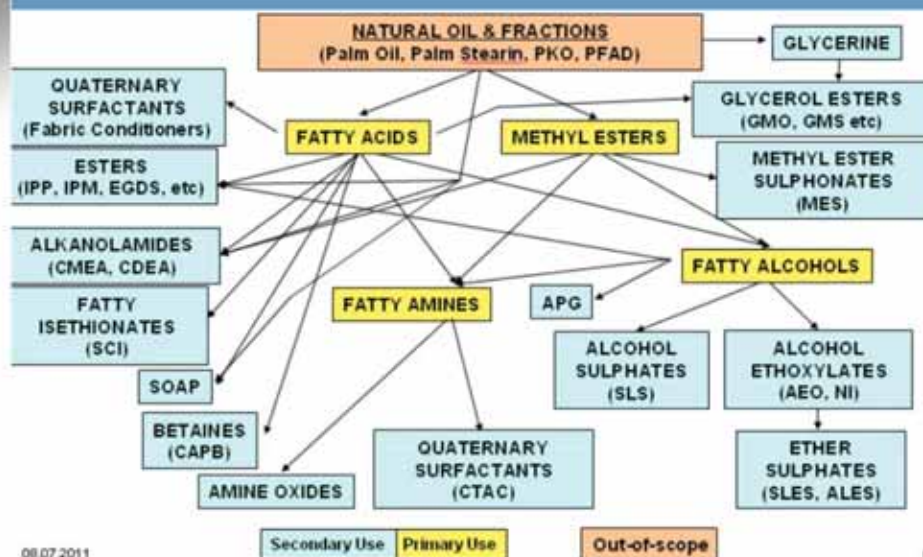 NATURAL OIL & FRACTIONS
(Palm Oil, Palm Stearin, PKO, PFAD)
GLYCERINE
QUATERNARY
SURFACTANTS
(Fabric Conditioners)
FATTY ACIDS
METHYL ESTERS
GLYCEROL ESTERS
(GMO, GMS etc)
ESTERS
(IPP, IPM, EGDS, etc)
METHYL ESTER
SULPHONATES
(MES)
ALKANOLAMIDES
(CMEA, CDEA)
FATTY ALCOHOLS
FATTY
ISETHIONATES
(SCI)
FATTY AMINES
APG
SOAP
ALCOHOL
SULPHATES
(SLS)
ALCOHOL
ETHOXYLATES
(AEO, NI)
BETAINES
(CAPB)
QUATERNARY
SURFACTANTS
(CTAC)
ETHER
SULPHATES
(SLES, ALES)
AMINE OXIDES
08.07.2011
Secondary Use
Primary Use
Out-of-scope